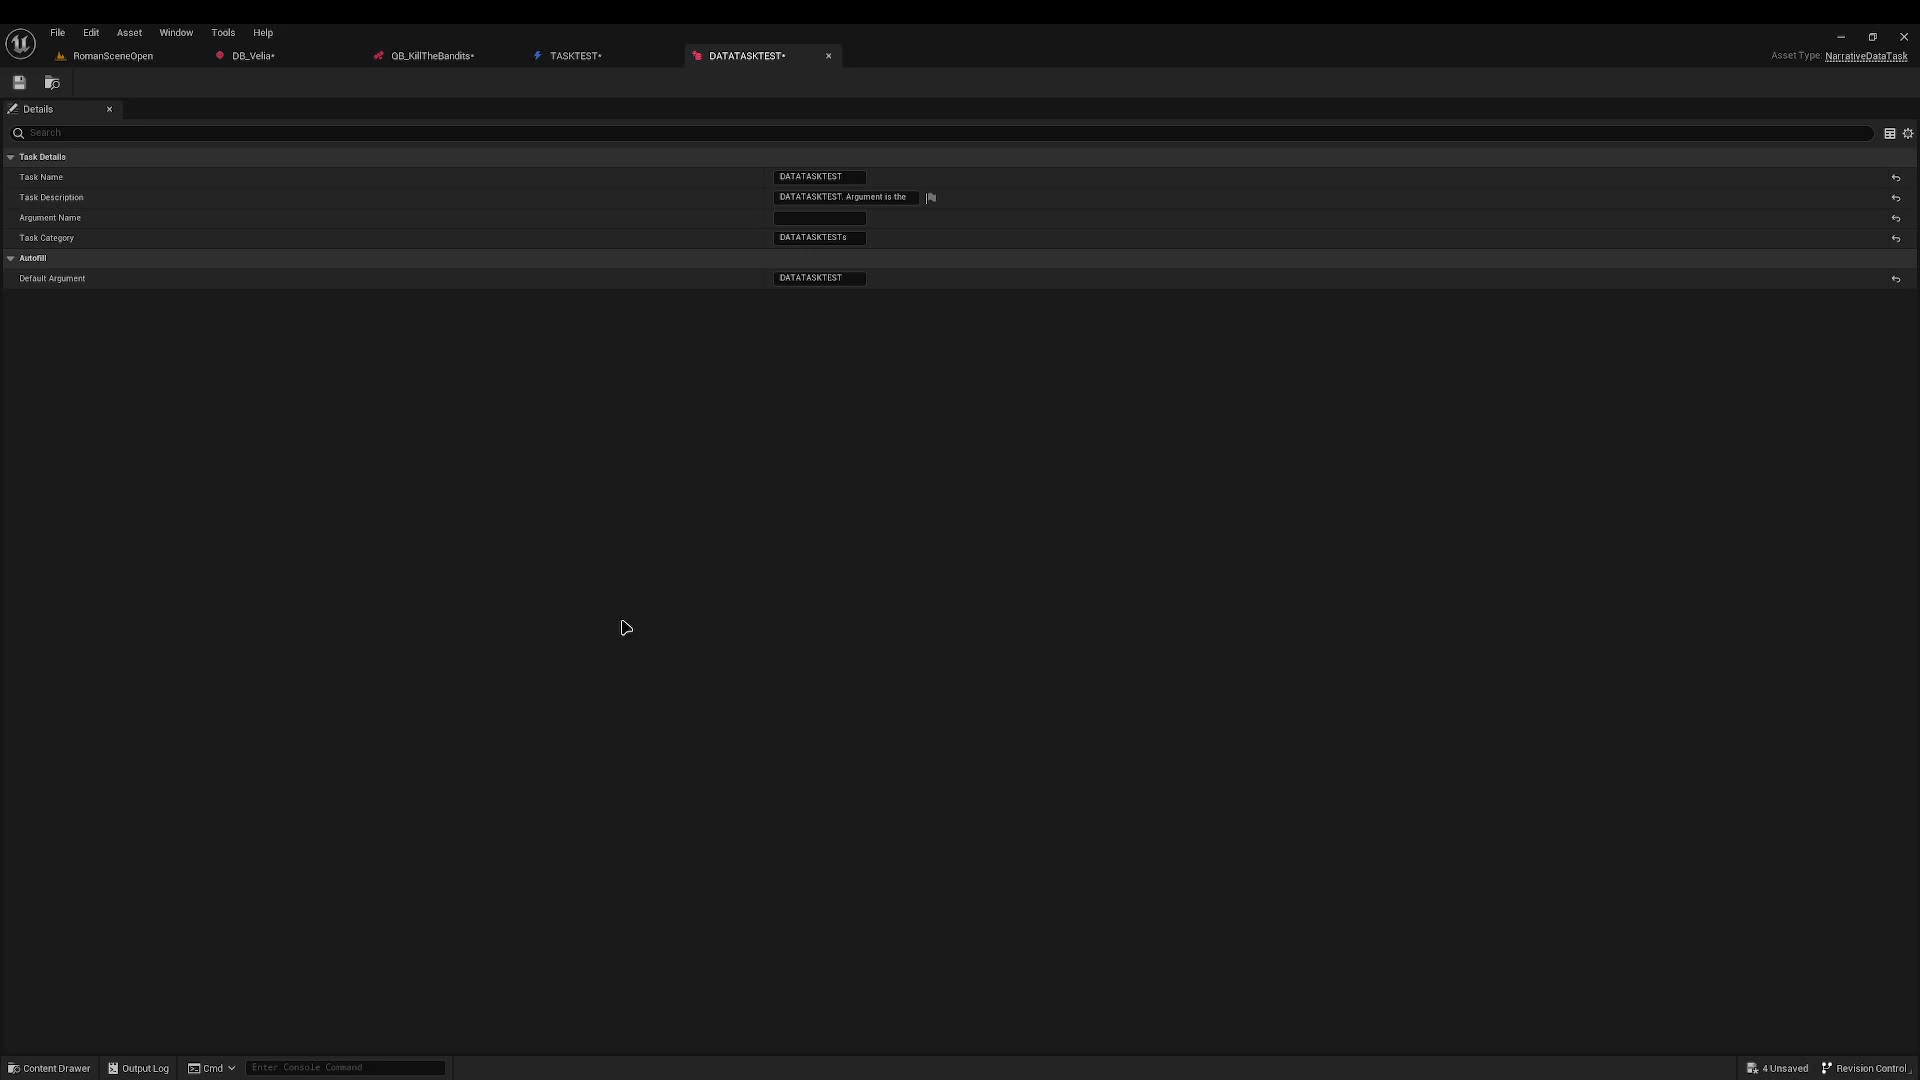 File Edit Asset Window Tools Help
RomanSceneOpen DB_Velia* QB_KillTheBandits* TASKTEST* DATATASKTEST* Asset Type: NarrativeDataTask
Details
Search
Task Details
Task Name DATATASKTEST
Task Description DATATASKTEST. Argument is the
Argument Name
Task Category DATATASKTESTs
Autofill
Default Argument DATATASKTEST
Content Drawer Output Log Cmd Enter Console Command 4 Unsaved Revision Control